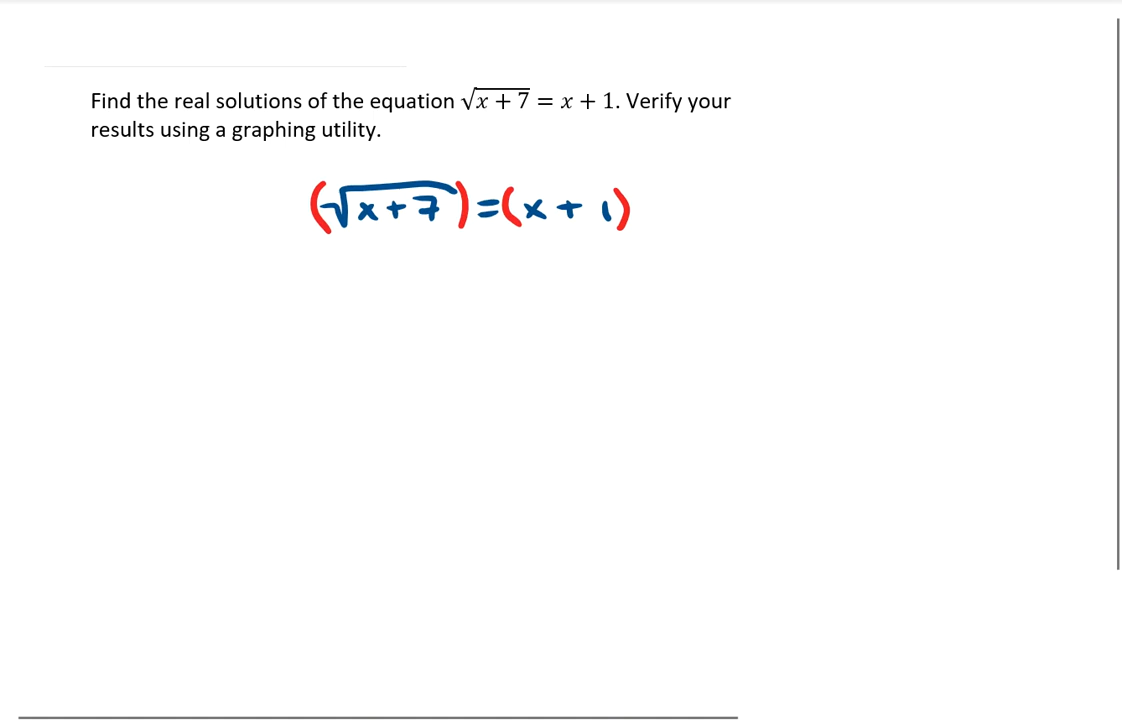 Find the real solutions of the equation √x + 7 = x + 1. Verify your
results using a graphing utility.
(√x + 7) = (x + 1)